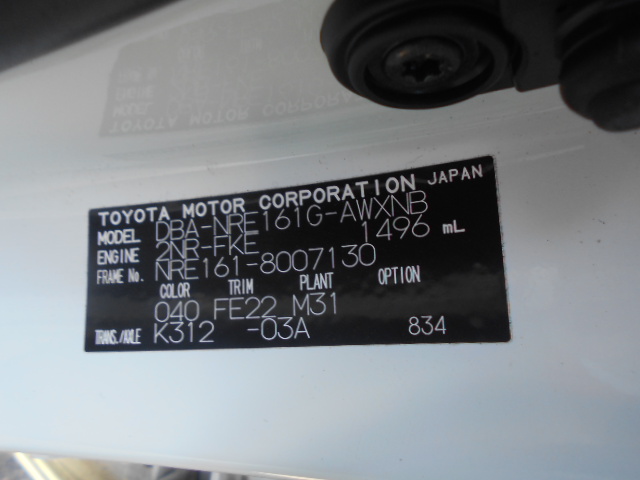 TOYOTA MOTOR CORPORATION JAPAN
MODEL DBA-NRE161G-AWXNB
ENGINE 2NR-FKE 1496 mL
FRAME No. NRE161-8007130
COLOR TRIM PLANT OPTION
040 FE22 M31
TRANS./AXLE K312 -03A 834